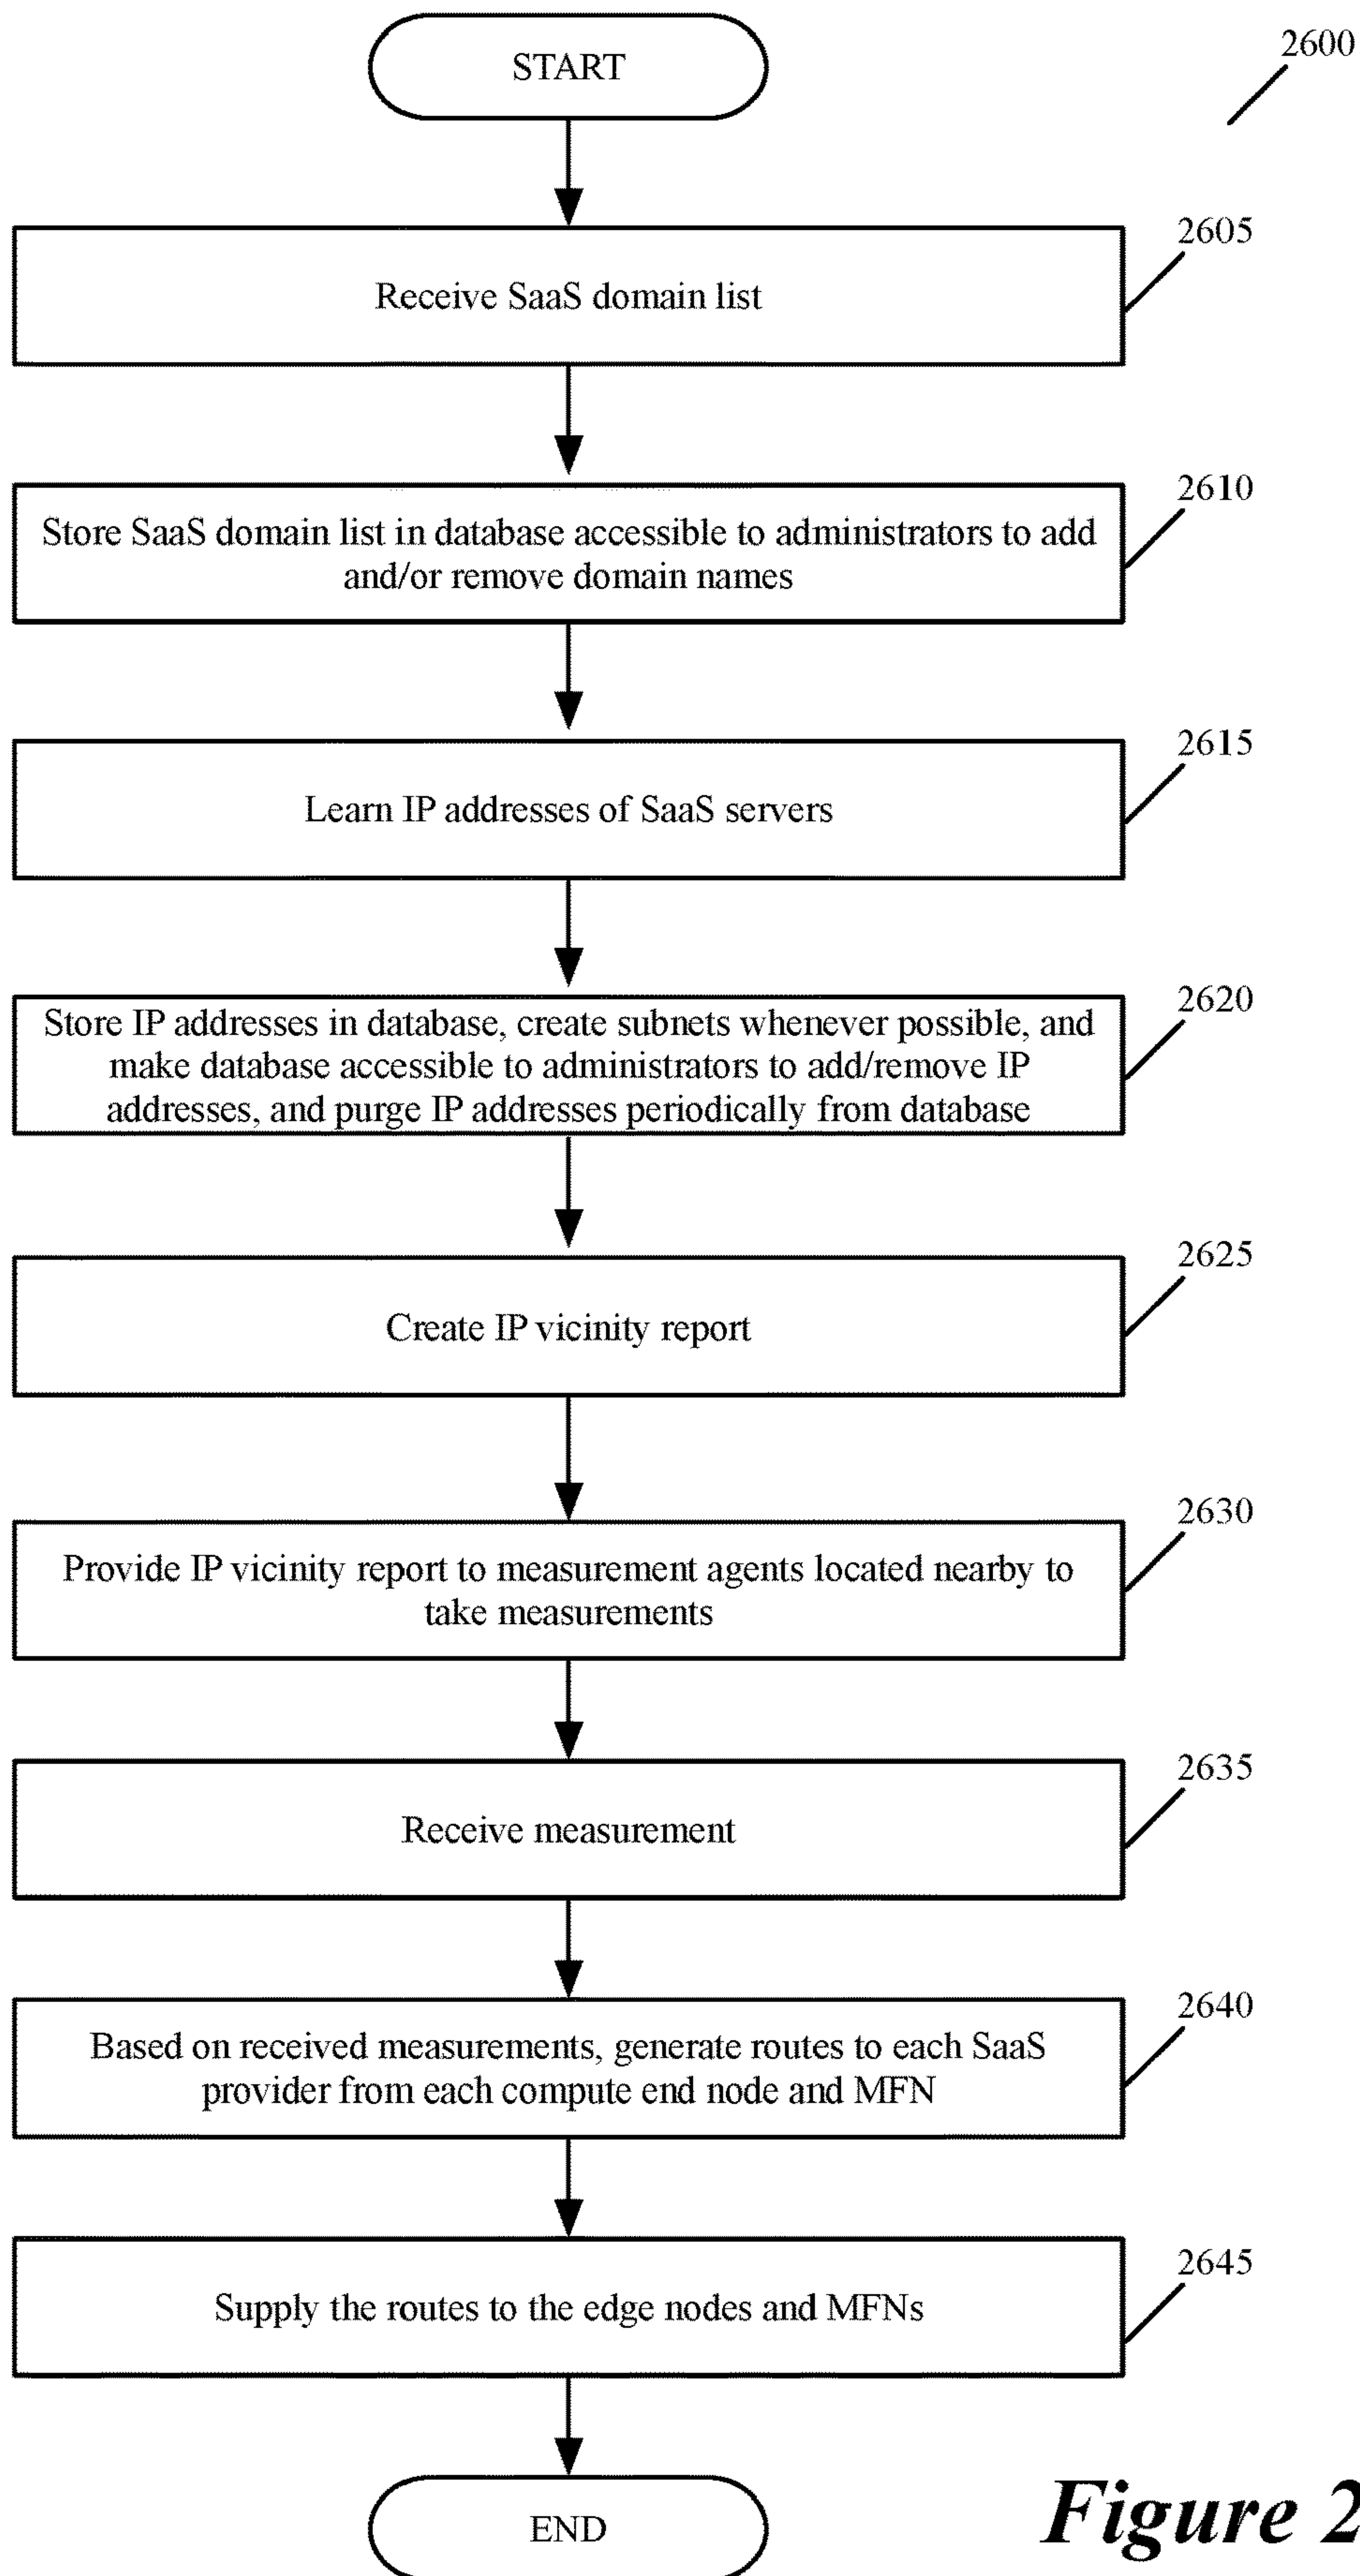 START
2600
2605
Receive SaaS domain list
2610
Store SaaS domain list in database accessible to administrators to add
and/or remove domain names
2615
Learn IP addresses of SaaS servers
2620
Store IP addresses in database, create subnets whenever possible, and
make database accessible to administrators to add/remove IP
addresses, and purge IP addresses periodically from database
2625
Create IP vicinity report
2630
Provide IP vicinity report to measurement agents located nearby to
take measurements
2635
Receive measurement
2640
Based on received measurements, generate routes to each SaaS
provider from each compute end node and MFN
2645
Supply the routes to the edge nodes and MFNs
END
Figure 2